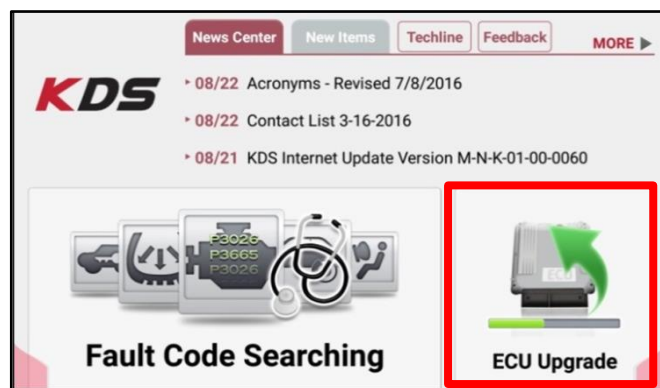 News Center New Items Techline Feedback MORE
KDS
08/22 Acronyms - Revised 7/8/2016
08/22 Contact List 3-16-2016
08/21 KDS Internet Update Version M-N-K-01-00-0060
P3026
P3665
P3026
ECU
Fault Code Searching
ECU Upgrade